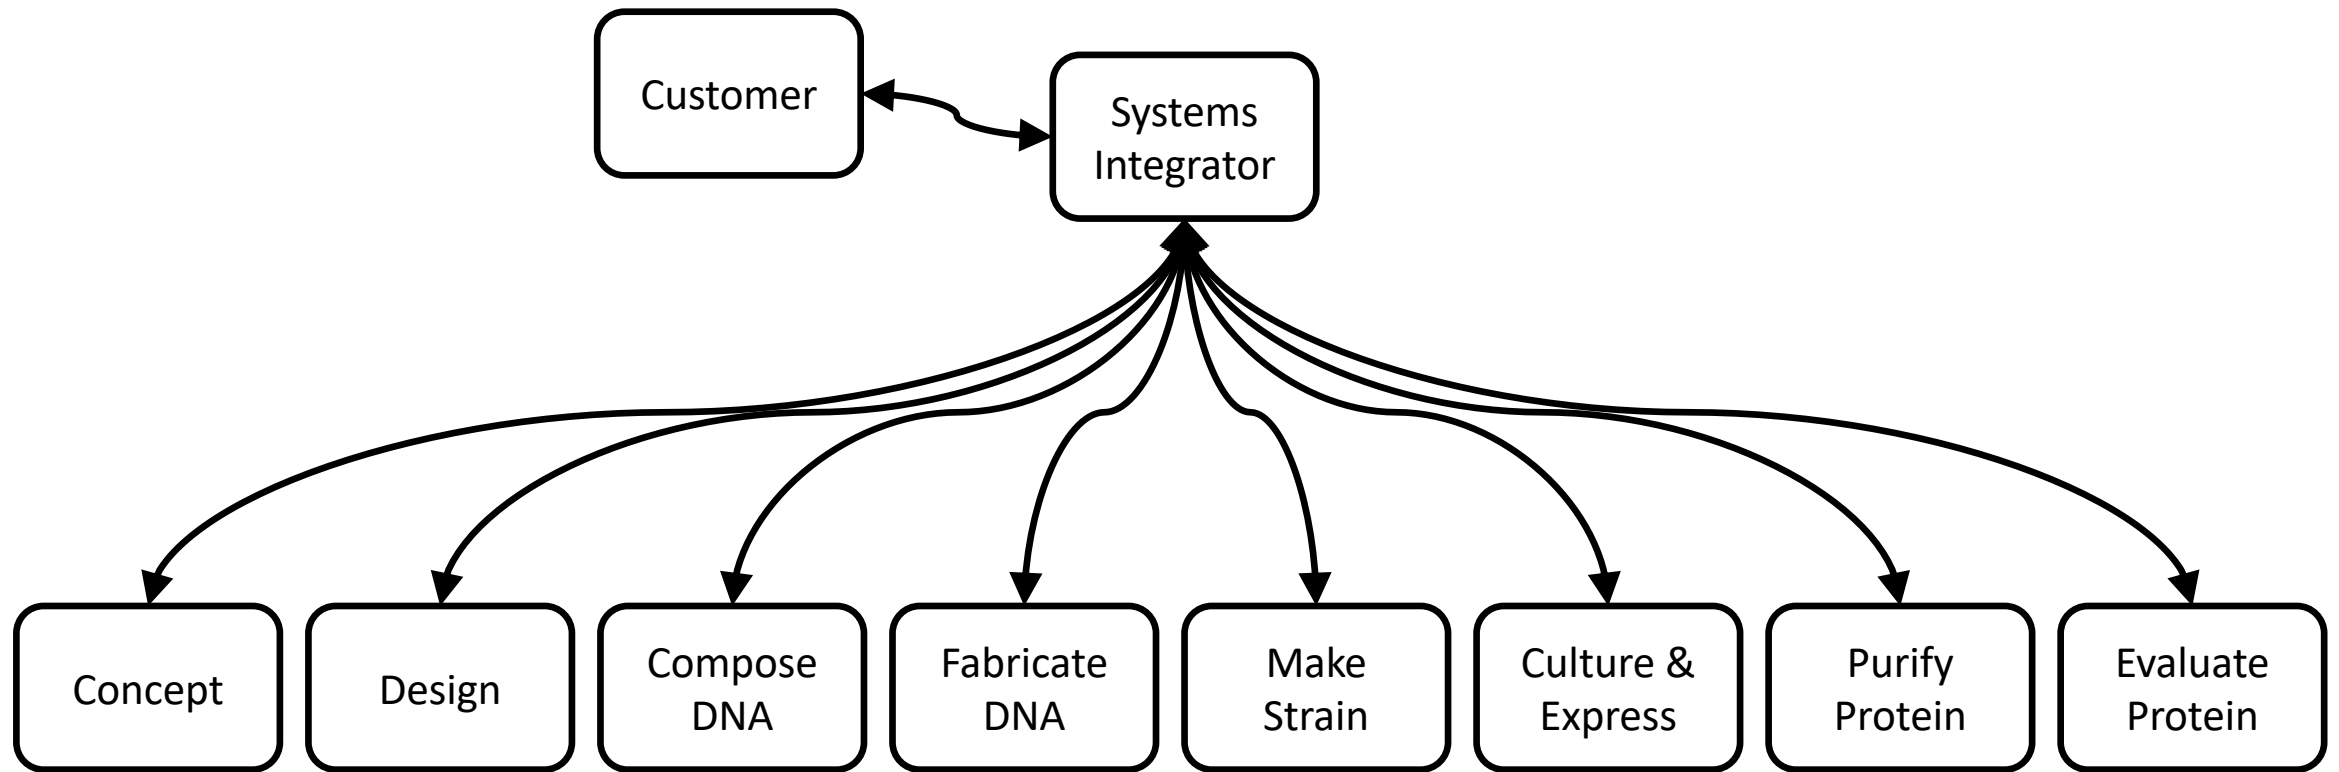 Customer
Systems
Integrator
Concept
Design
Compose
DNA
Fabricate
DNA
Make
Strain
Culture &
Express
Purify
Protein
Evaluate
Protein